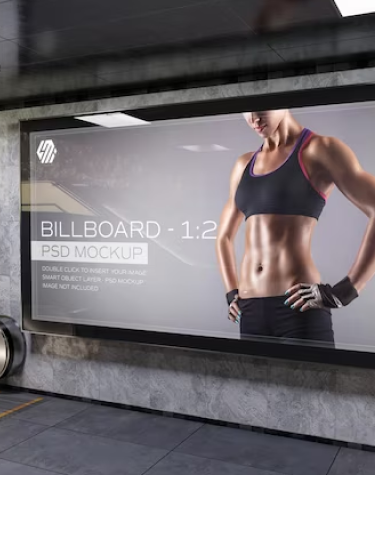 BILLBOARD - 1:2
PSD MOCKUP
DOUBLE CLICK TO INSERT YOUR IMAGE
SMART OBJECT LAYER. PSD MOCKUP
IMAGE NOT INCLUDED